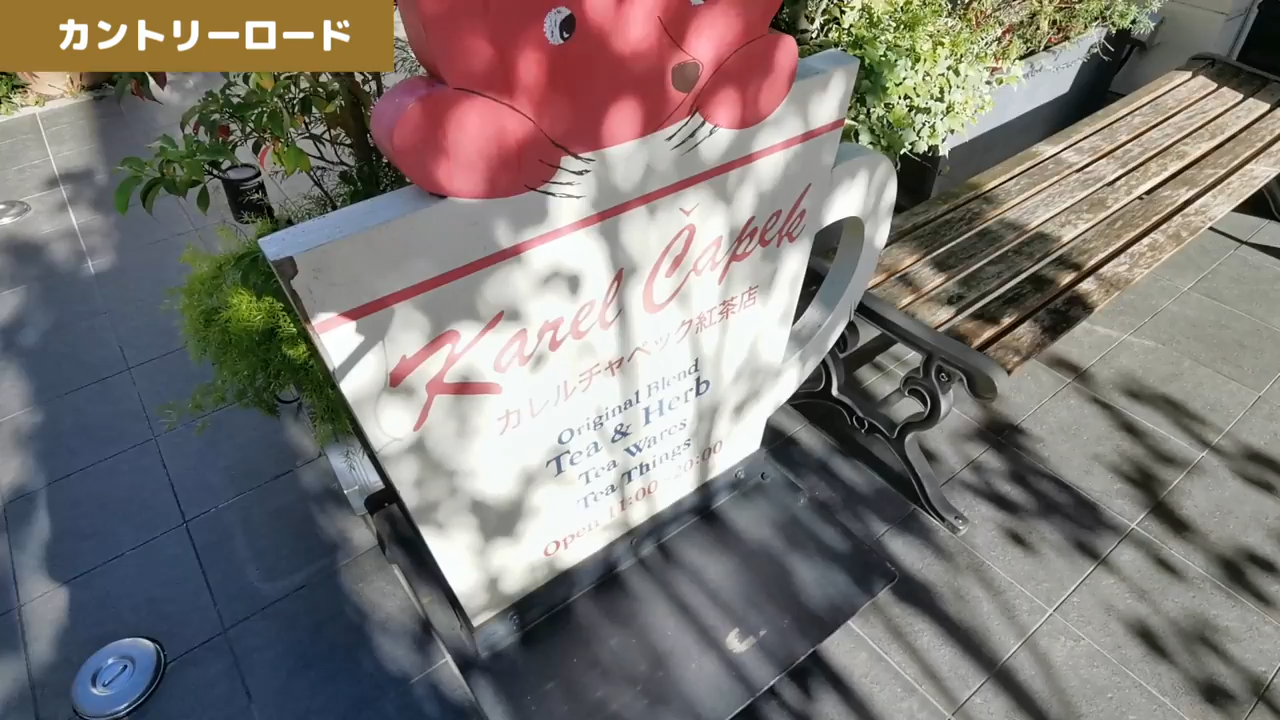 カントリーロード
Karel Čapek
カレルチャペック紅茶店
Original Blend
Tea & Herb
Tea Wares
Tea Things
Open 11:00 - 20:00